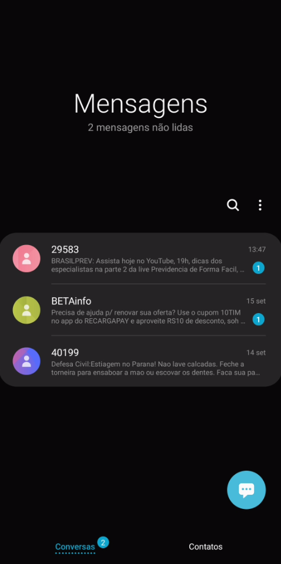 Mensagens
2 mensagens não lidas
29583
13:47
BRASILPREV: Assista hoje no YouTube, 19h, dicas dos
especialistas na parte 2 da live Previdencia de Forma Facil, ..
1
BETAinfo
15 set
Precisa de ajuda p/ renovar sua oferta? Use o cupom 10TIM
no app do RECARGAPAY e aproveite RS10 de desconto, soh ..
1
40199
14 set
Defesa Civil:Estiagem no Parana! Nao lave calcadas. Feche a
torneira para ensaboar a mao ou escovar os dentes. Faca sua pa...
Conversas 2
Contatos